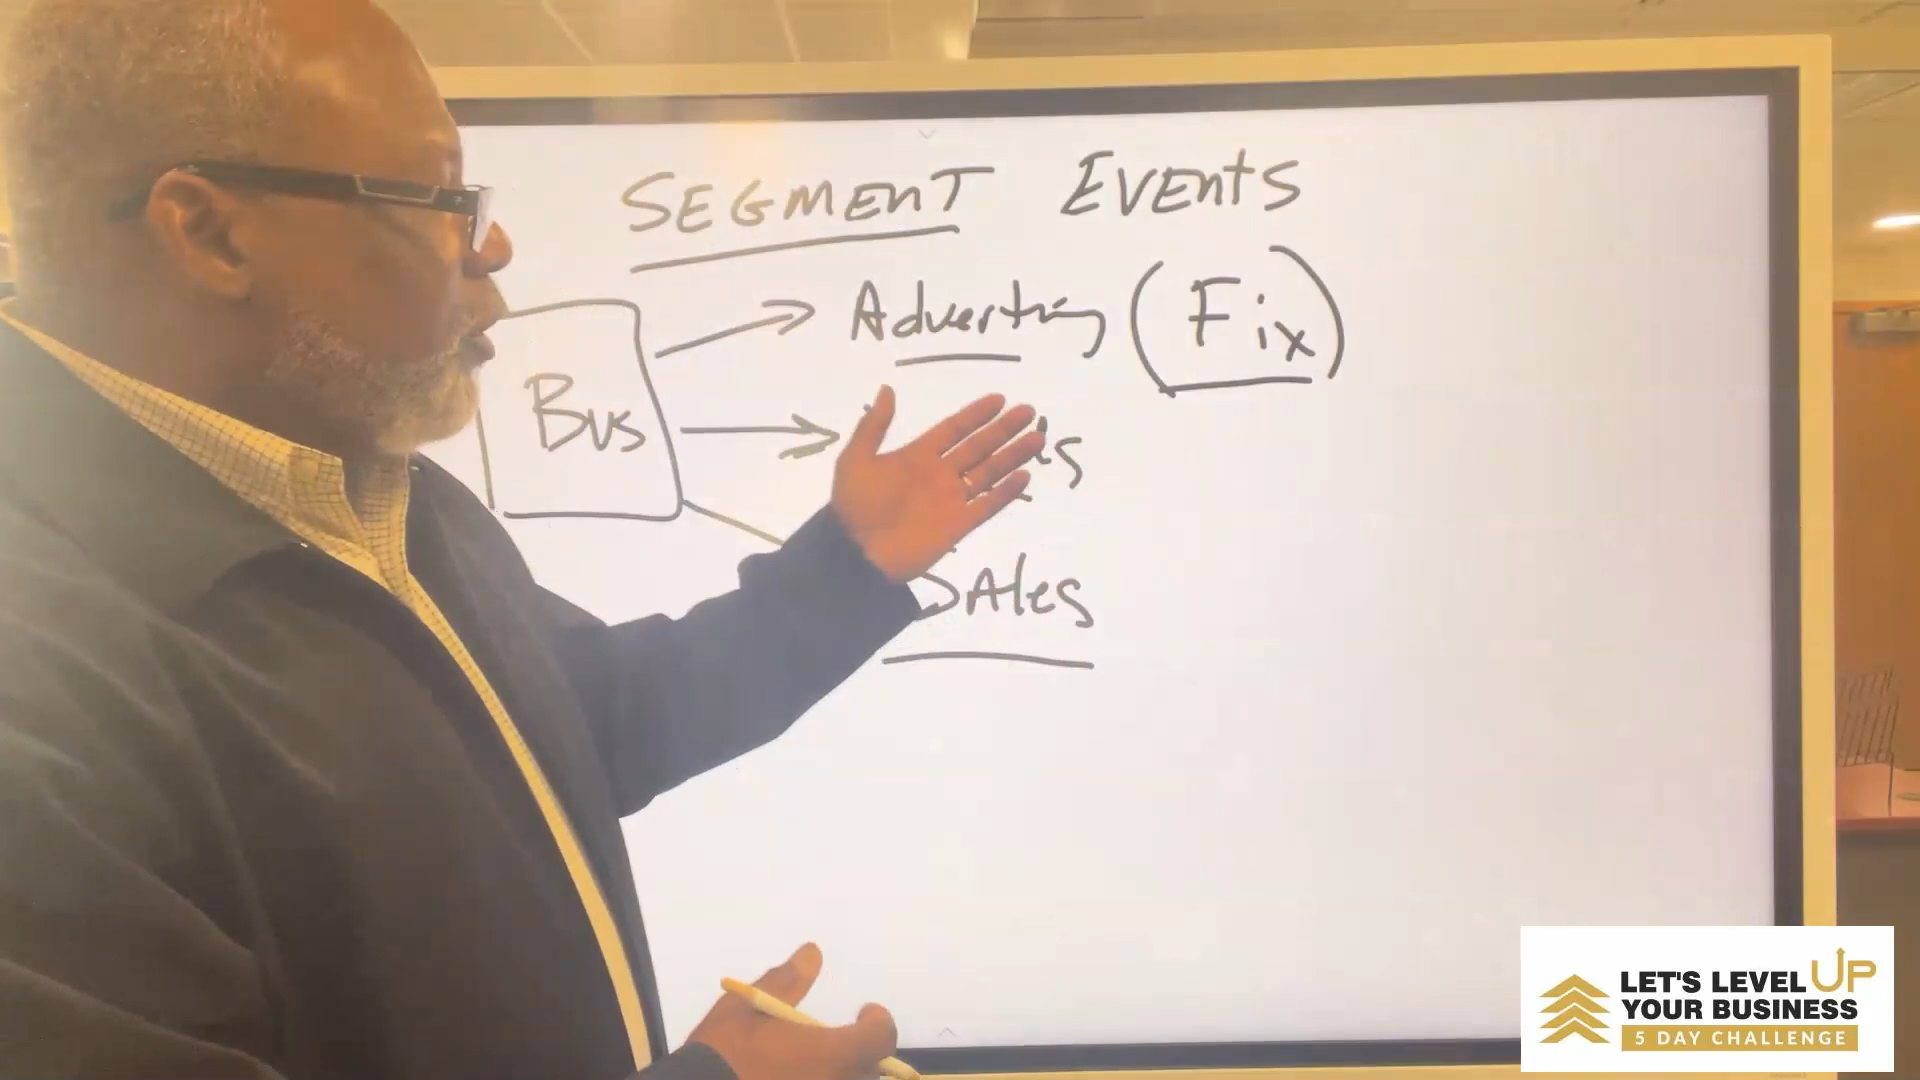 SEGMENT EVENTS
Advertising (Fix)
Bus
SAles
LET'S LEVEL UP
YOUR BUSINESS
5 DAY CHALLENGE